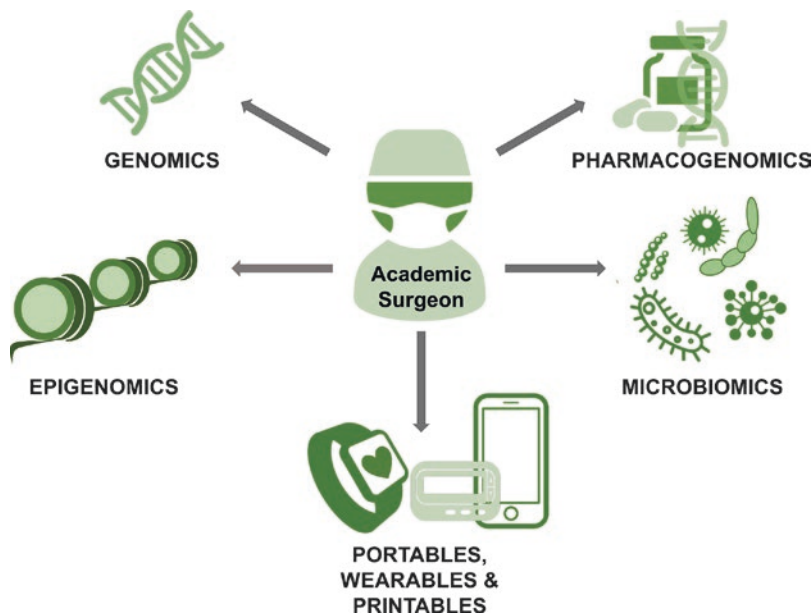 GENOMICS
PHARMACOGENOMICS
Academic
Surgeon
EPIGENOMICS
MICROBIOMICS
PORTABLES,
WEARABLES &
PRINTABLES